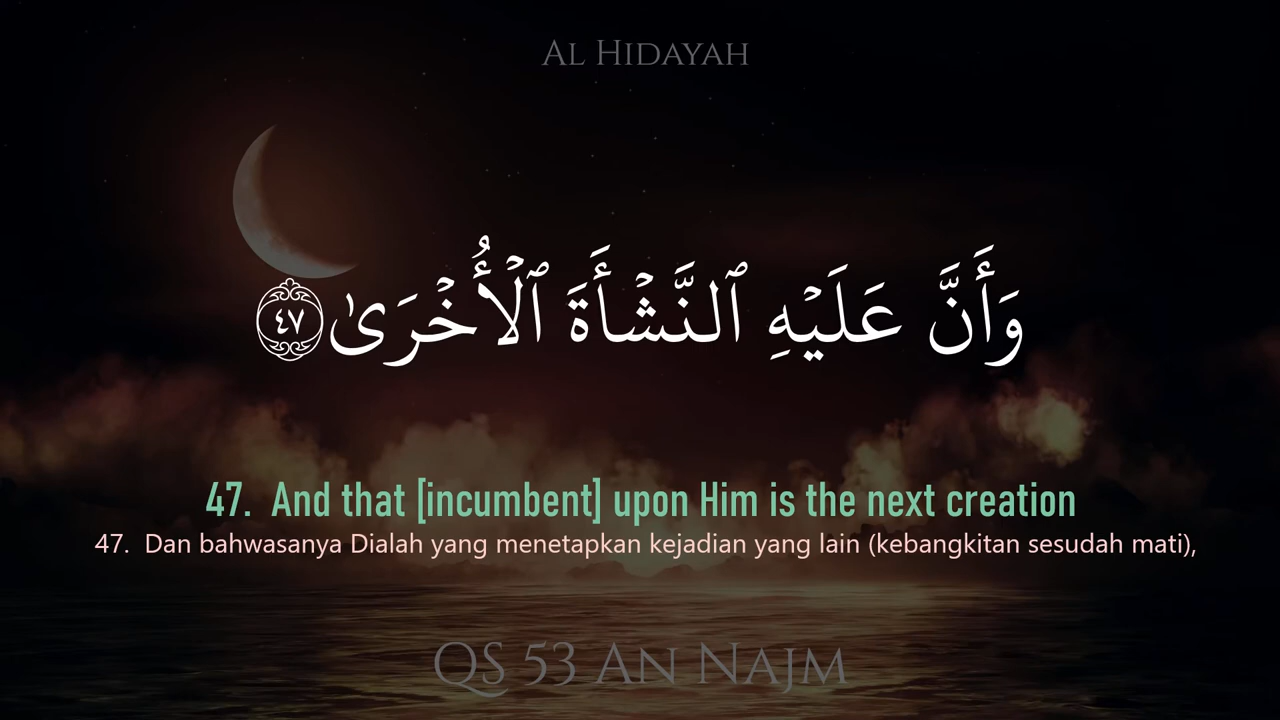 AL HIDAYAH
وَأَنَّ عَلَيْهِ ٱلنَّشْأَةَ ٱلْأُخْرَىٰ ٤٧
47. And that [incumbent] upon Him is the next creation
47. Dan bahwasanya Dialah yang menetapkan kejadian yang lain (kebangkitan sesudah mati),
QS 53 AN NAJM